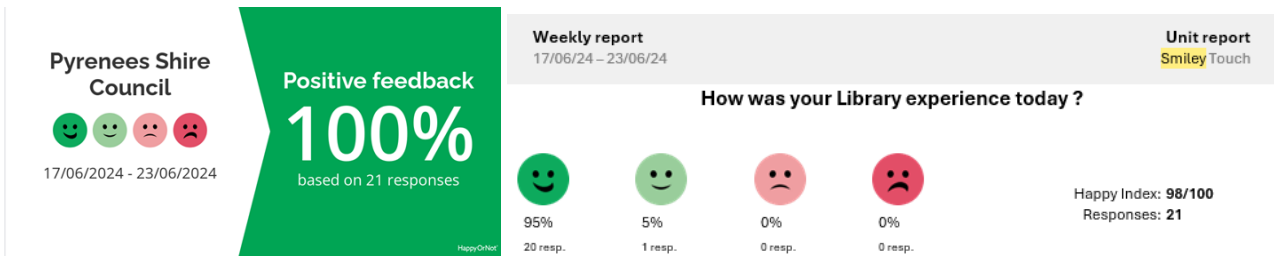 Pyrenees Shire
Council
17/06/2024 - 23/06/2024
Positive feedback
100%
based on 21 responses
HappyOrNot
Weekly report
17/06/24 – 23/06/24
Unit report
Smiley Touch
How was your Library experience today ?
95%
5%
0%
0%
20 resp.
1 resp.
0 resp.
0 resp.
Happy Index: 98/100
Responses: 21